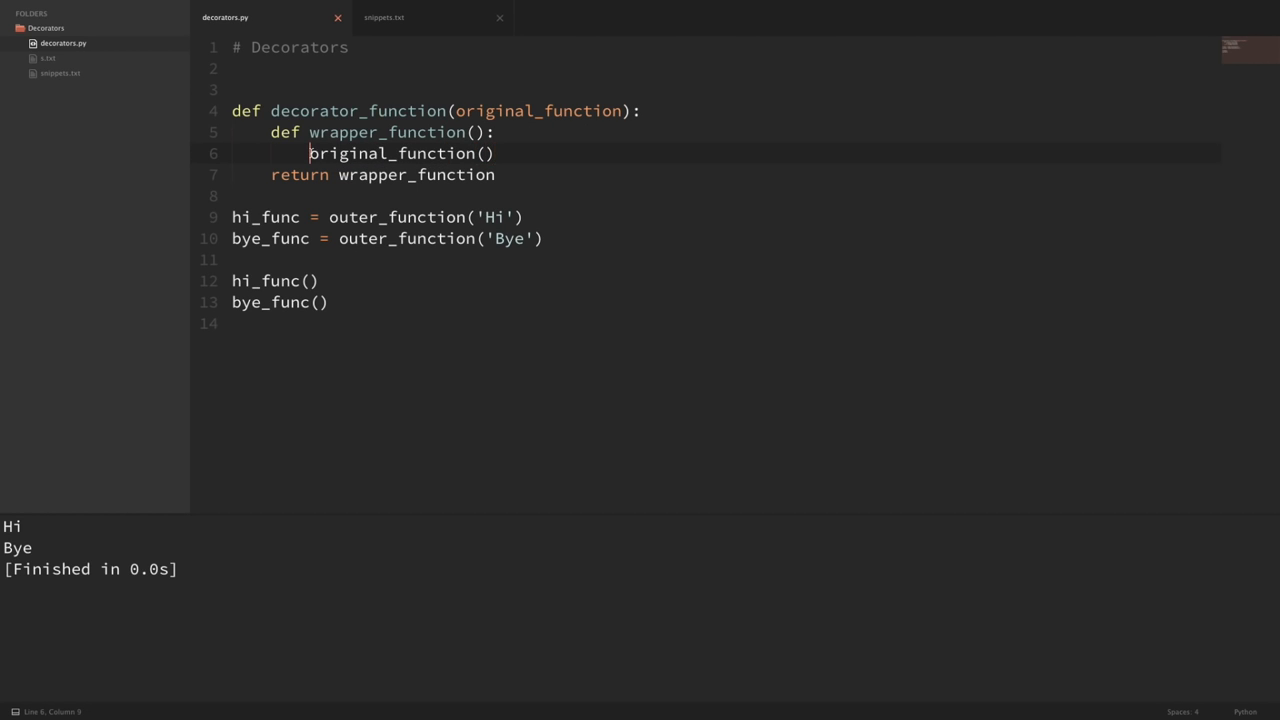 FOLDERS
Decorators
decorators.py
s.txt
snippets.txt
decorators.py
snippets.txt
1 # Decorators
2
3
4 def decorator_function(original_function):
5     def wrapper_function():
6         original_function()
7     return wrapper_function
8
9 hi_func = outer_function('Hi')
10 bye_func = outer_function('Bye')
11
12 hi_func()
13 bye_func()
14
Hi
Bye
[Finished in 0.0s]
Line 6, Column 9
Spaces: 4
Python